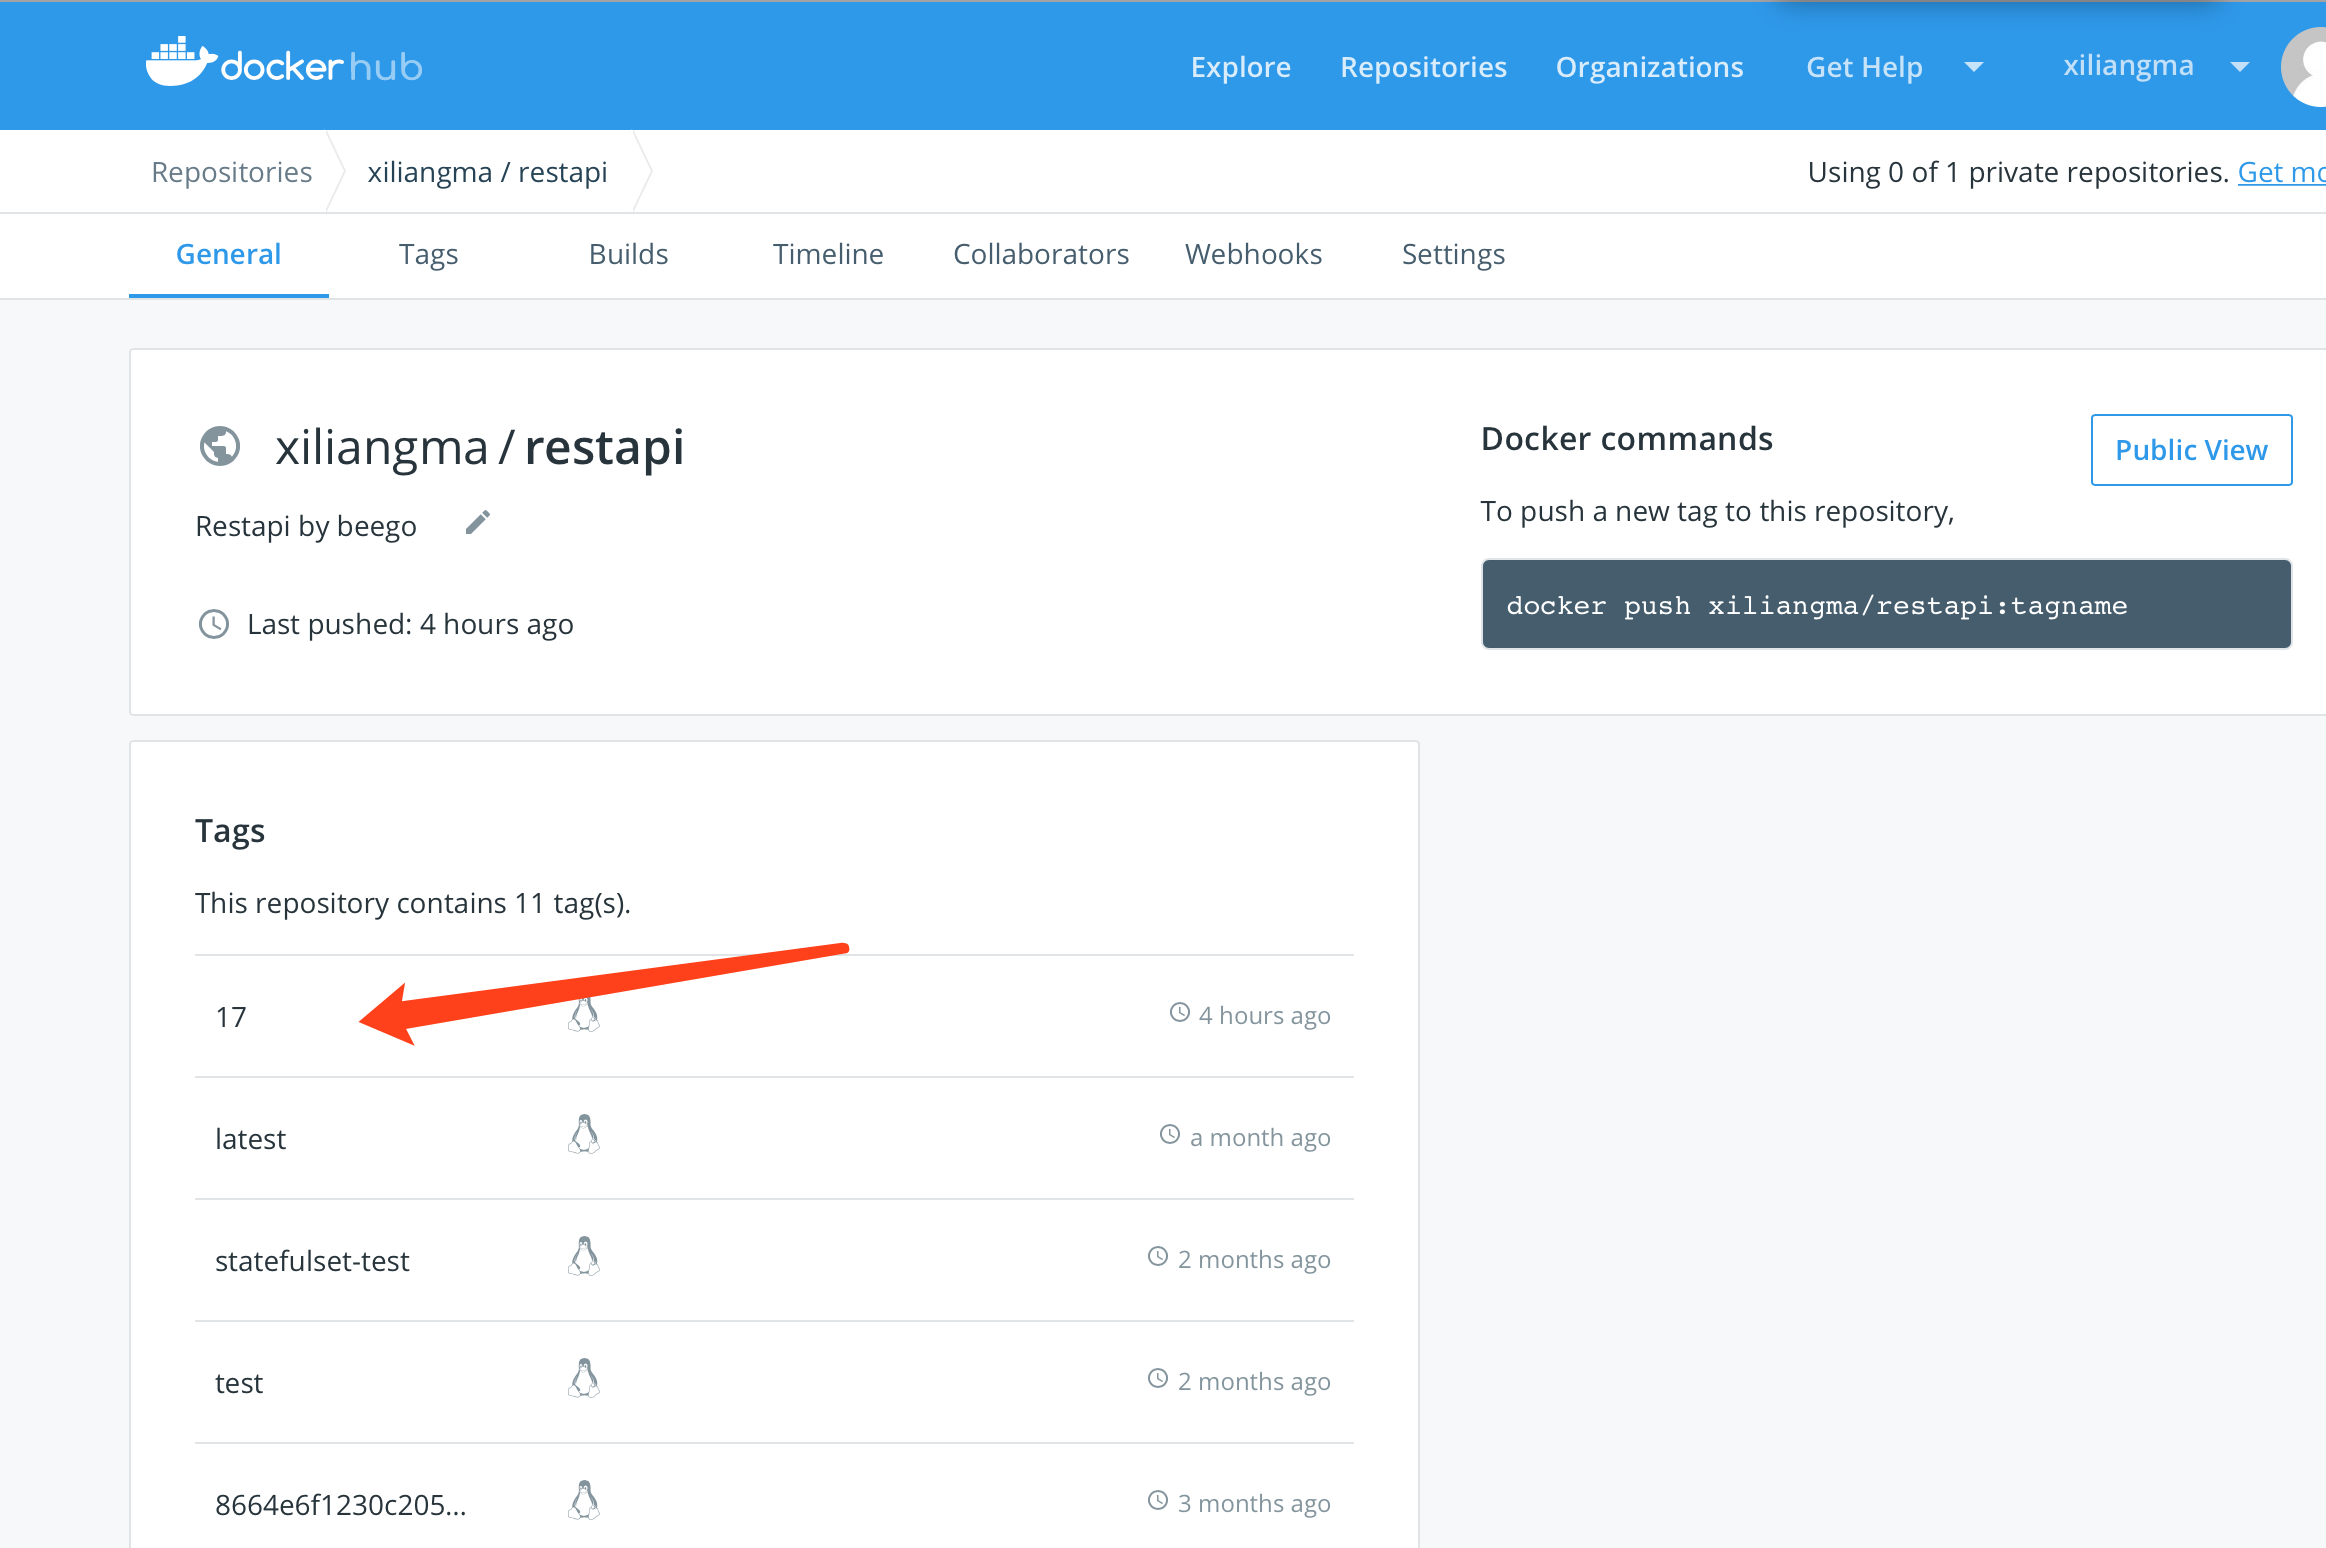 docker hub
Explore Repositories Organizations Get Help xiliangma
Repositories xiliangma / restapi Using 0 of 1 private repositories. Get
General Tags Builds Timeline Collaborators Webhooks Settings
xiliangma / restapi
Restapi by beego
Last pushed: 4 hours ago
Docker commands
Public View
To push a new tag to this repository,
docker push xiliangma/restapi:tagname
Tags
This repository contains 11 tag(s).
17 4 hours ago
latest a month ago
statefulset-test 2 months ago
test 2 months ago
8664e6f1230c205... 3 months ago